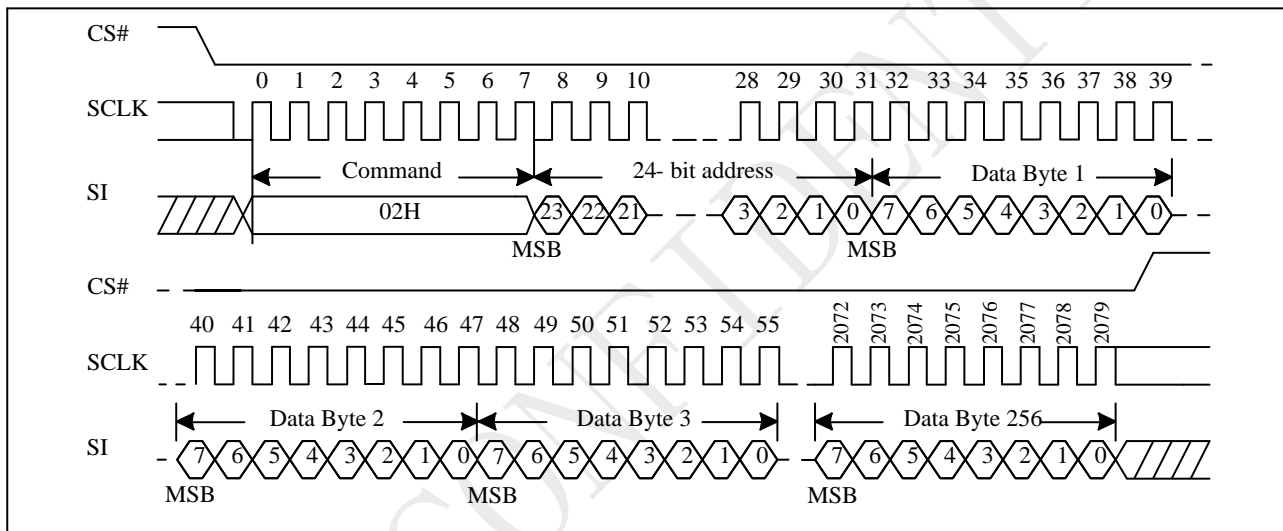 CS#
0 1 2 3 4 5 6 7 8 9 10 28 29 30 31 32 33 34 35 36 37 38 39
SCLK
Command 24- bit address Data Byte 1
SI
02H 23 22 21 3 2 1 0 7 6 5 4 3 2 1 0
MSB MSB
CS#
40 41 42 43 44 45 46 47 48 49 50 51 52 53 54 55 2072 2073 2074 2075 2076 2077 2078 2079
SCLK
Data Byte 2 Data Byte 3 Data Byte 256
SI
7 6 5 4 3 2 1 0 7 6 5 4 3 2 1 0 7 6 5 4 3 2 1 0
MSB MSB MSB
CONFIDENT